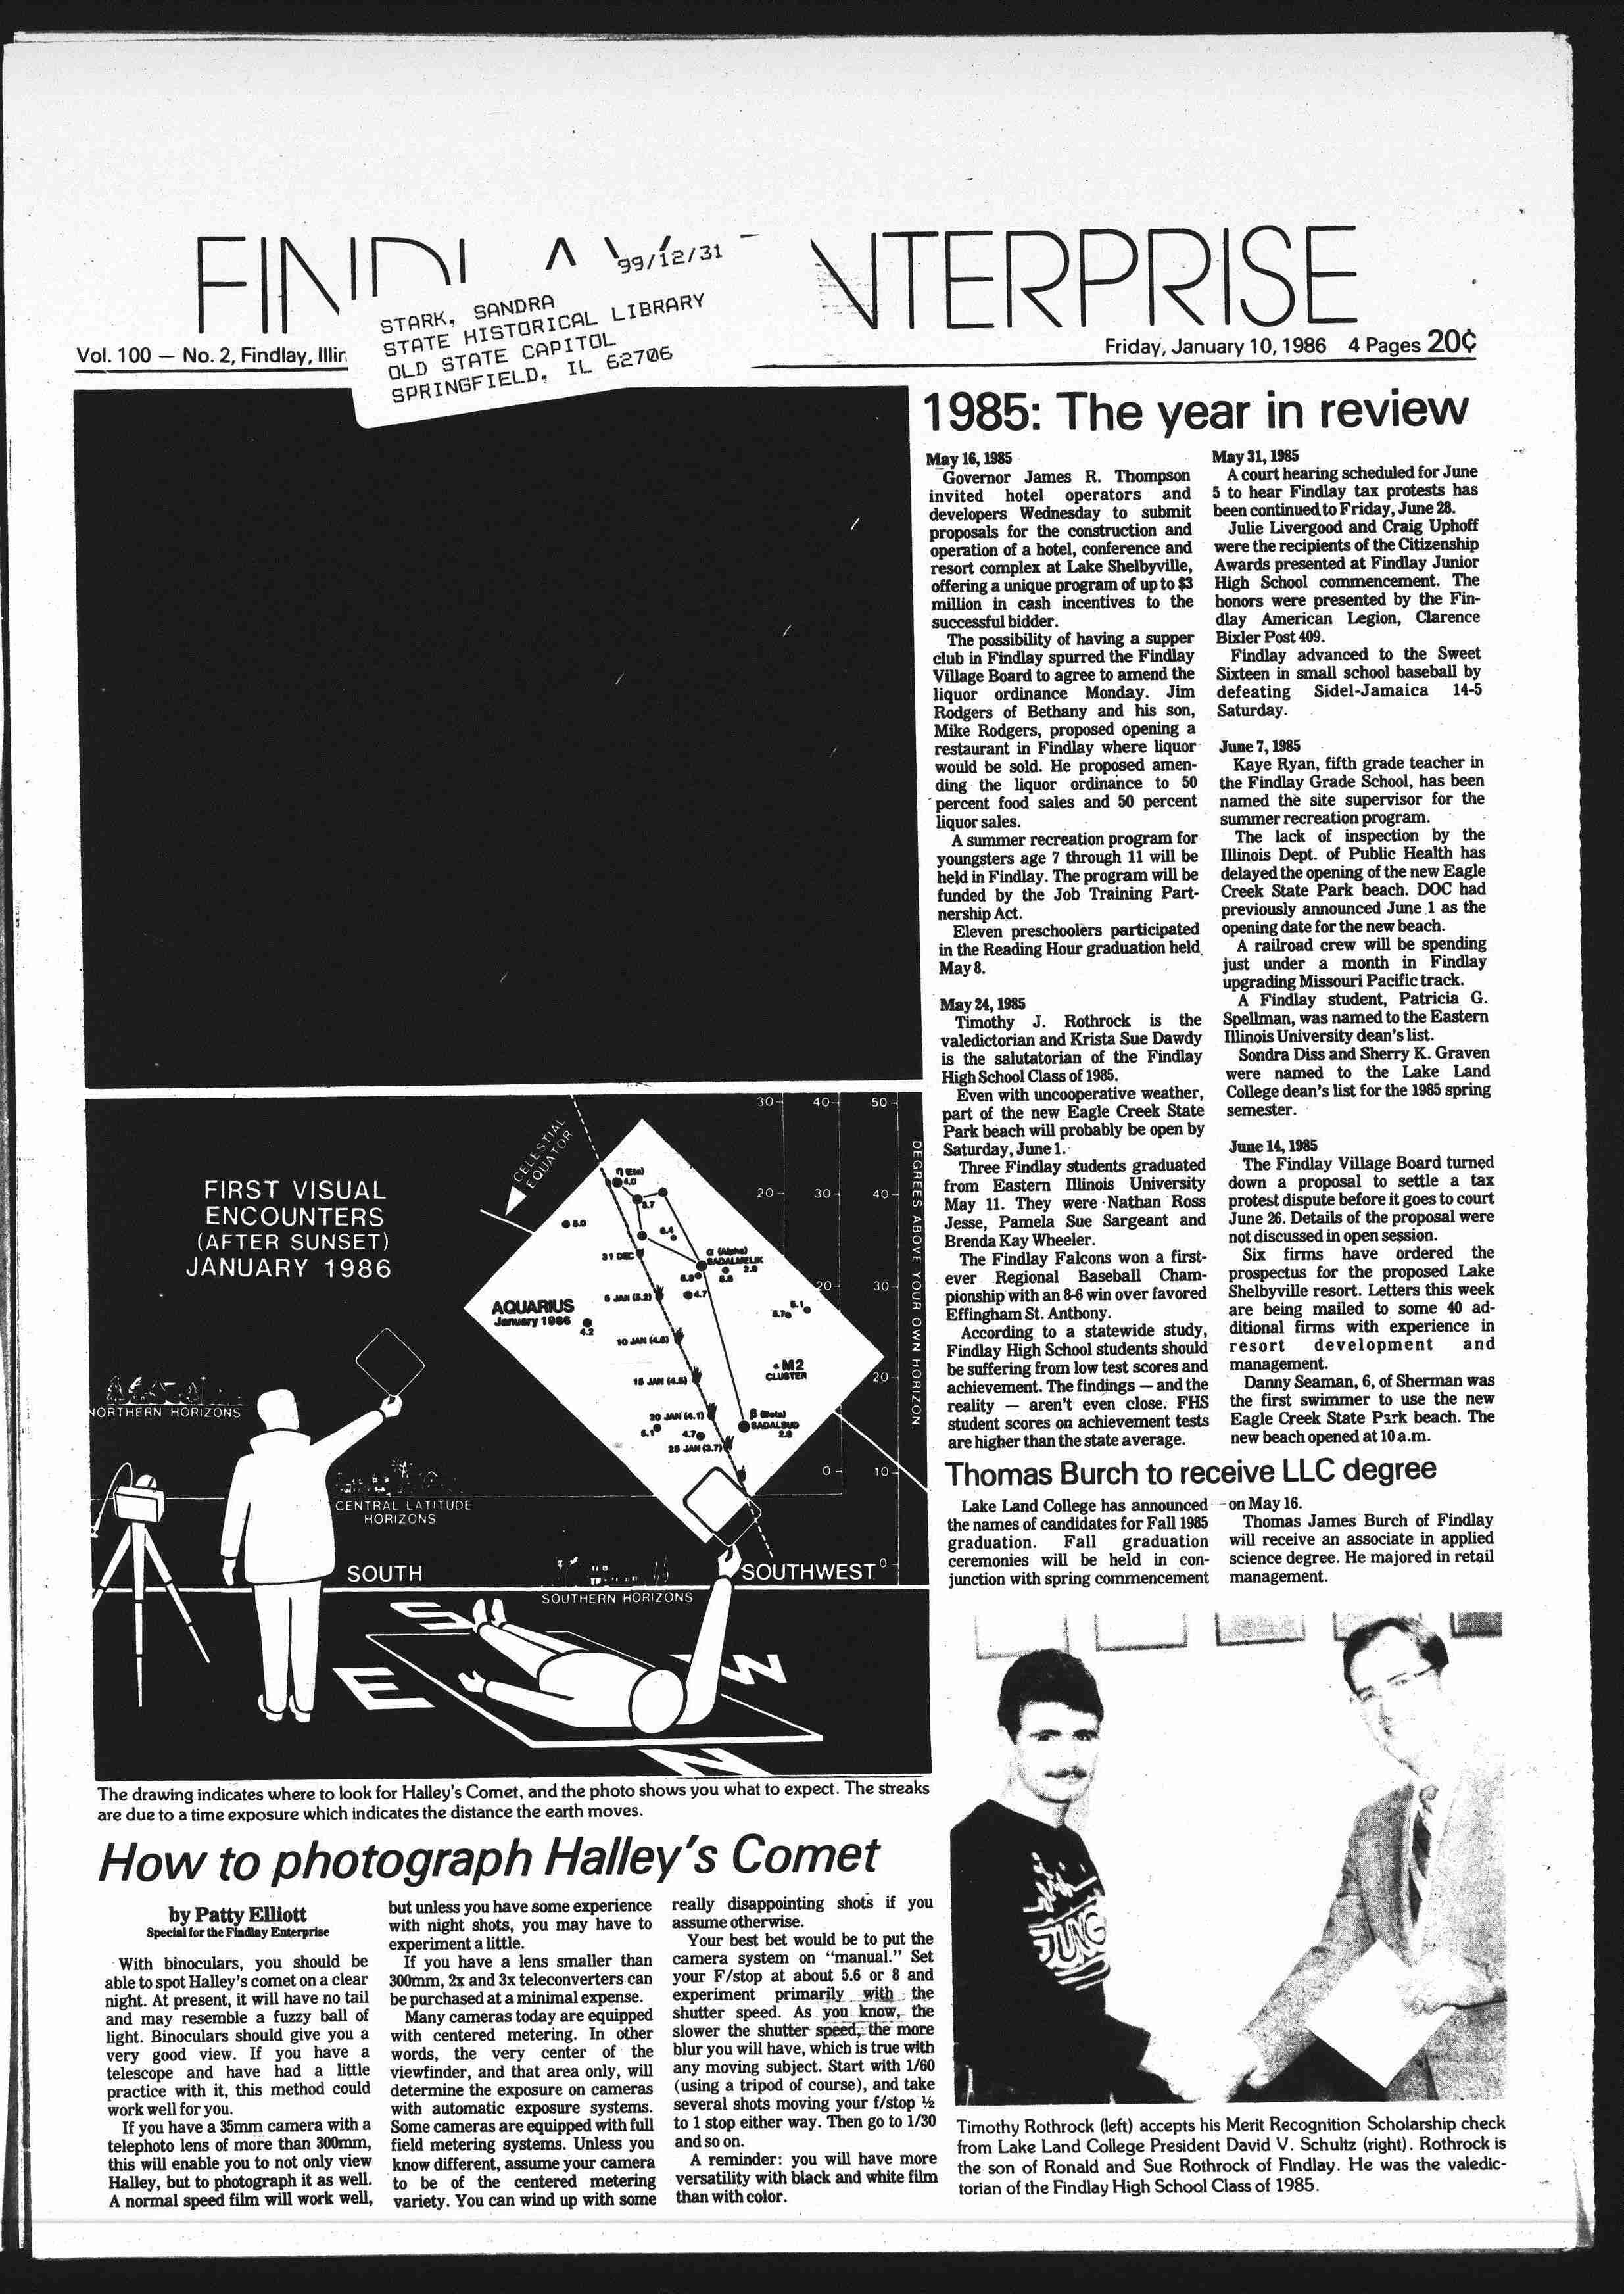 FINDLAY ENTERPRISE
99/12/31
STARK, SANDRA
STATE HISTORICAL LIBRARY
OLD STATE CAPITOL
SPRINGFIELD, IL 62706
Vol. 100 — No. 2, Findlay,
Friday, January 10, 1986 4 Pages 20¢
1985: The year in review
May 16, 1985
Governor James R. Thompson
invited hotel operators and
developers Wednesday to submit
proposals for the construction and
operation of a hotel, conference and
resort complex at Lake Shelbyville,
offering a unique program of up to $3
million in cash incentives to the
successful bidder.
The possibility of having a supper
club in Findlay spurred the Findlay
Village Board to agree to amend the
liquor ordinance Monday. Jim
Rodgers of Bethany and his son,
Mike Rodgers, proposed opening a
restaurant in Findlay where liquor
would be sold. He proposed amen-
ding the liquor ordinance to 50
percent food sales and 50 percent
liquor sales.
A summer recreation program for
youngsters age 7 through 11 will be
held in Findlay. The program will be
funded by the Job Training Part-
nership Act.
Eleven preschoolers participated
in the Reading Hour graduation held
May 8.
May 24, 1985
Timothy J. Rothrock is the
valedictorian and Krista Sue Dawdy
is the salutatorian of the Findlay
High School Class of 1985.
Even with uncooperative weather,
part of the new Eagle Creek State
Park beach will probably be open by
Saturday, June 1.
Three Findlay students graduated
from Eastern Illinois University
May 11. They were Nathan Ross
Jesse, Pamela Sue Sargeant and
Brenda Kay Wheeler.
The Findlay Falcons won a first-
ever Regional Baseball Cham-
pionship with an 8-6 win over favored
Effingham St. Anthony.
According to a statewide study,
Findlay High School students should
be suffering from low test scores and
achievement. The findings — and the
reality — aren't even close. FHS
student scores on achievement tests
are higher than the state average.
May 31, 1985
A court hearing scheduled for June
5 to hear Findlay tax protests has
been continued to Friday, June 28.
Julie Livergood and Craig Uphoff
were the recipients of the Citizenship
Awards presented at Findlay Junior
High School commencement. The
honors were presented by the Fin-
dlay American Legion, Clarence
Bixler Post 409.
Findlay advanced to the Sweet
Sixteen in small school baseball by
defeating Sidel-Jamaica 14-5
Saturday.
June 7, 1985
Kaye Ryan, fifth grade teacher in
the Findlay Grade School, has been
named the site supervisor for the
summer recreation program.
The lack of inspection by the
Illinois Dept. of Public Health has
delayed the opening of the new Eagle
Creek State Park beach. DOC had
previously announced June 1 as the
opening date for the new beach.
A railroad crew will be spending
just under a month in Findlay
upgrading Missouri Pacific track.
A Findlay student, Patricia G.
Spellman, was named to the Eastern
Illinois University dean's list.
Sondra Diss and Sherry K. Graven
were named to the Lake Land
College dean's list for the 1985 spring
semester.
June 14, 1985
The Findlay Village Board turned
down a proposal to settle a tax
protest dispute before it goes to court
June 26. Details of the proposal were
not discussed in open session.
Six firms have ordered the
prospectus for the proposed Lake
Shelbyville resort. Letters this week
are being mailed to some 40 ad-
ditional firms with experience in
resort development and
management.
Danny Seaman, 6, of Sherman was
the first swimmer to use the new
Eagle Creek State Park beach. The
new beach opened at 10 a.m.
FIRST VISUAL
ENCOUNTERS
(AFTER SUNSET)
JANUARY 1986
CELESTIAL
EQUATOR
30 40 50
20 30 40
20 30
20
0 10
0
DEGREES ABOVE YOUR OWN HORIZON.
η (Eta)
4.0
3.7
5.0
6.4
31 DEC
α (Alpha)
SADALMELIK
2.9
5.3
5.6
5 JAN (5.2)
4.7
5.1
5.7
AQUARIUS
January 1986
4.2
10 JAN (4.8)
M2
CLUSTER
15 JAN (4.5)
20 JAN (4.1)
β (Beta)
SADALSUD
2.9
5.1
4.7
25 JAN (3.7)
NORTHERN HORIZONS
CENTRAL LATITUDE
HORIZONS
SOUTH
SOUTHWEST
SOUTHERN HORIZONS
S
E
W
N
The drawing indicates where to look for Halley's Comet, and the photo shows you what to expect. The streaks
are due to a time exposure which indicates the distance the earth moves.
How to photograph Halley's Comet
by Patty Elliott
Special for the Findlay Enterprise
With binoculars, you should be
able to spot Halley's comet on a clear
night. At present, it will have no tail
and may resemble a fuzzy ball of
light. Binoculars should give you a
very good view. If you have a
telescope and have had a little
practice with it, this method could
work well for you.
If you have a 35mm camera with a
telephoto lens of more than 300mm,
this will enable you to not only view
Halley, but to photograph it as well.
A normal speed film will work well,
but unless you have some experience
with night shots, you may have to
experiment a little.
If you have a lens smaller than
300mm, 2x and 3x teleconverters can
be purchased at a minimal expense.
Many cameras today are equipped
with centered metering. In other
words, the very center of the
viewfinder, and that area only, will
determine the exposure on cameras
with automatic exposure systems.
Some cameras are equipped with full
field metering systems. Unless you
know different, assume your camera
to be of the centered metering
variety. You can wind up with some
really disappointing shots if you
assume otherwise.
Your best bet would be to put the
camera system on "manual." Set
your F/stop at about 5.6 or 8 and
experiment primarily with the
shutter speed. As you know, the
slower the shutter speed, the more
blur you will have, which is true with
any moving subject. Start with 1/60
(using a tripod of course), and take
several shots moving your f/stop ½
to 1 stop either way. Then go to 1/30
and so on.
A reminder: you will have more
versatility with black and white film
than with color.
Thomas Burch to receive LLC degree
Lake Land College has announced
the names of candidates for Fall 1985
graduation. Fall graduation
ceremonies will be held in con-
junction with spring commencement
on May 16.
Thomas James Burch of Findlay
will receive an associate in applied
science degree. He majored in retail
management.
Timothy Rothrock (left) accepts his Merit Recognition Scholarship check
from Lake Land College President David V. Schultz (right). Rothrock is
the son of Ronald and Sue Rothrock of Findlay. He was the valedic-
torian of the Findlay High School Class of 1985.